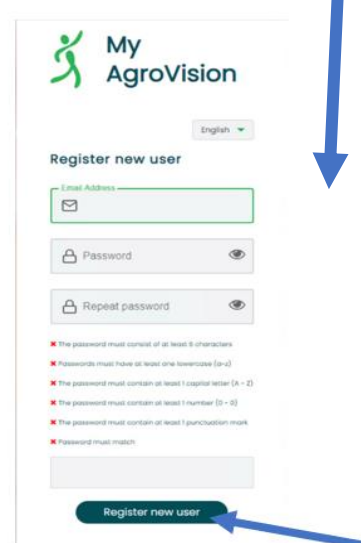 My
AgroVision
English
Register new user
Email Address
Password
Repeat password
The password must consist of at least 8 characters
Passwords must have at least one lowercase (a-z)
The password must contain at least 1 capital letter (A - Z)
The password must contain at least 1 number (0 - 9)
The password must contain at least 1 punctuation mark
Password must match
Register new user